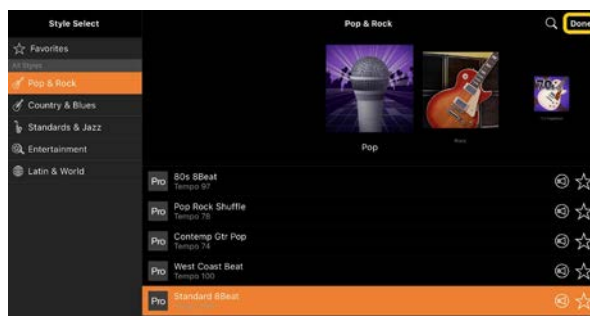 Style Select
Pop & Rock
Done
Favorites
All Styles
Pop & Rock
Country & Blues
Standards & Jazz
Entertainment
Latin & World
Pop
Rock
70's
Pro
80s 8Beat
Tempo 97
Pro
Pop Rock Shuffle
Tempo 78
Pro
Contemp Gtr Pop
Tempo 74
Pro
West Coast Beat
Tempo 100
Pro
Standard 8Beat